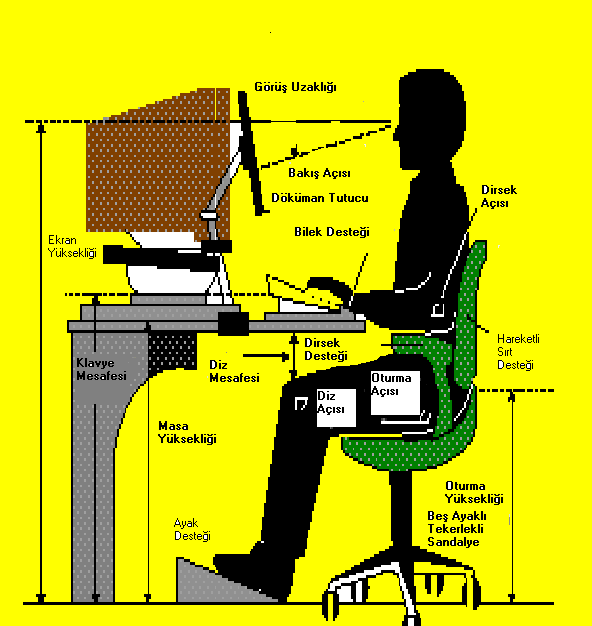 Görüş Uzaklığı
Bakış Açısı
Döküman Tutucu
Dirsek
Açısı
Bilek Desteği
Ekran
Yüksekliği
Hareketli
Sırt
Desteği
Dirsek
Desteği
Klavye
Mesafesi
Diz
Mesafesi
Oturma
Açısı
Diz
Açısı
Masa
Yüksekliği
Oturma
Yüksekliği
Beş Ayaklı
Tekerlekli
Sandalye
Ayak
Desteği